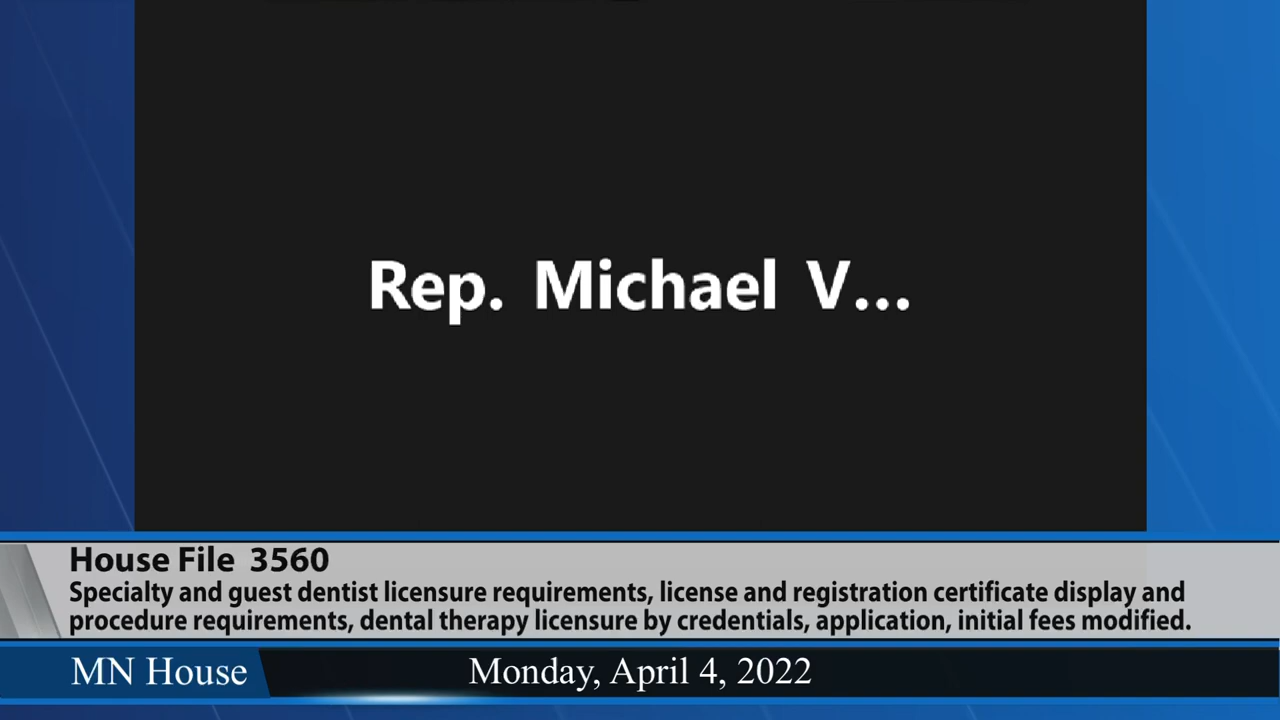 Rep. Michael V...
House File 3560
Specialty and guest dentist licensure requirements, license and registration certificate display and
procedure requirements, dental therapy licensure by credentials, application, initial fees modified.
MN House
Monday, April 4, 2022